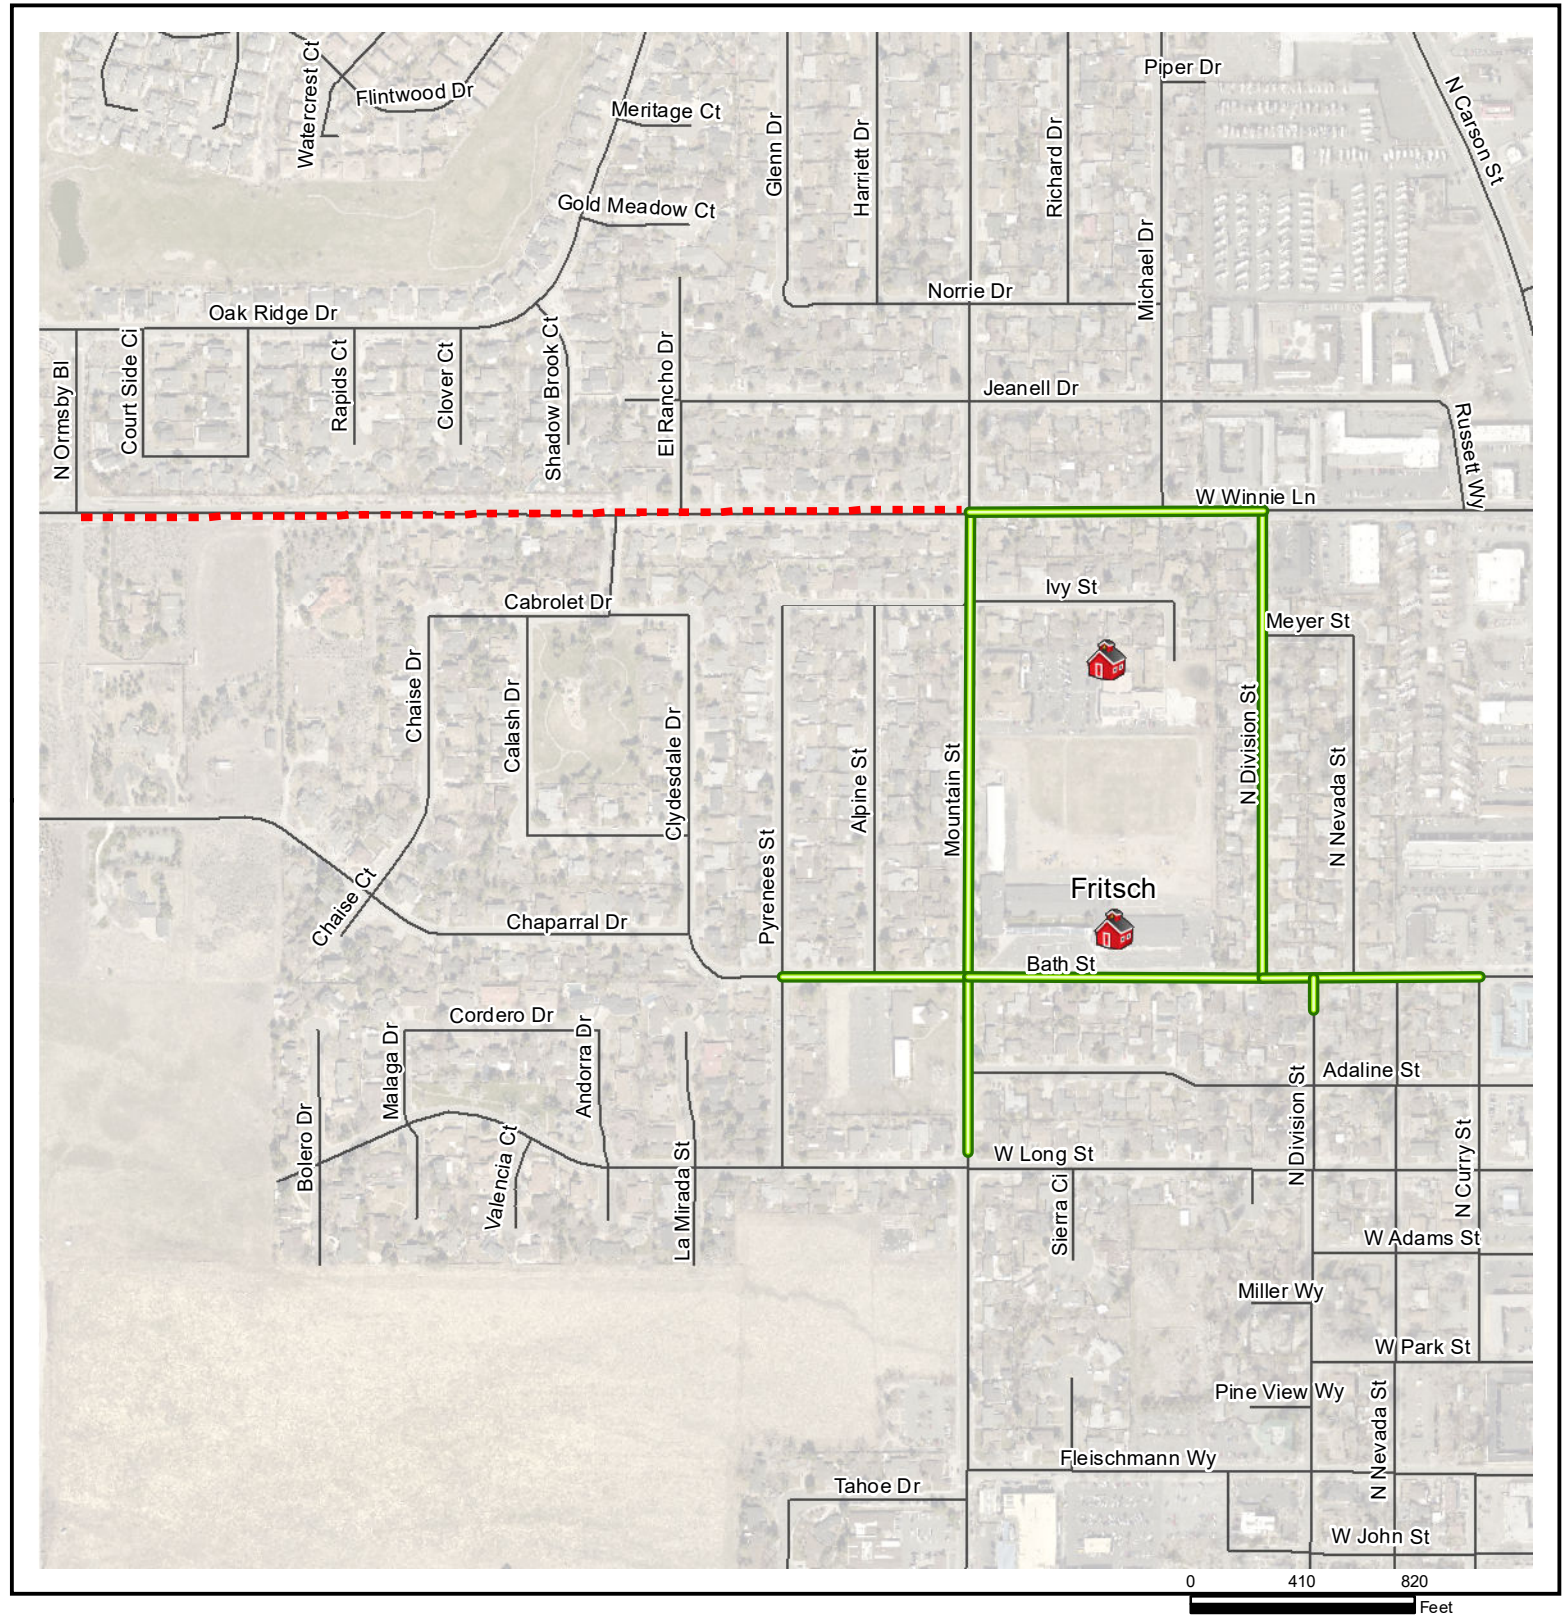 Piper Dr
N Carson St
Watercrest Ct
Flintwood Dr
Meritage Ct
Glenn Dr
Harriett Dr
Richard Dr
Gold Meadow Ct
Michael Dr
Norrie Dr
Oak Ridge Dr
N Ormsby Bl
Court Side Ci
Rapids Ct
Clover Ct
Shadow Brook Ct
El Rancho Dr
Jeanell Dr
Russett Wy
W Winnie Ln
Ivy St
Cabrolet Dr
Meyer St
Chaise Dr
Calash Dr
Clydesdale Dr
Pyrenees St
Alpine St
Mountain St
N Division St
N Nevada St
Chaise Ct
Fritsch
Chaparral Dr
Bath St
Cordero Dr
Malaga Dr
Andorra Dr
Adaline St
Bolero Dr
Valencia Ct
La Mirada St
W Long St
Sierra Ci
N Division St
N Curry St
W Adams St
Miller Wy
W Park St
Pine View Wy
N Nevada St
Fleischmann Wy
Tahoe Dr
W John St
0 410 820
Feet